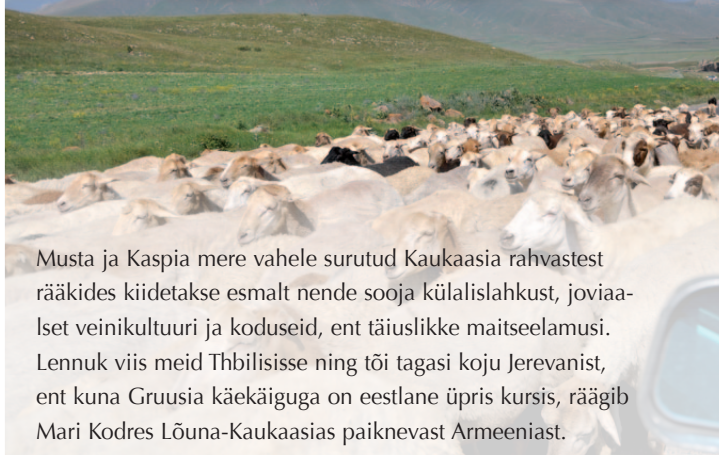 Musta ja Kaspia mere vahele surutud Kaukaasia rahvastest
rääkides kiidetakse esmalt nende sooja külalislahkust, joviaa-
lset veinikultuuri ja koduseid, ent täiuslikke maitseelamusi.
Lennuk viis meid Thbilisisse ning tõi tagasi koju Jerevanist,
ent kuna Gruusia käekäiguga on eestlane üpris kursis, räägib
Mari Kodres Lõuna-Kaukaasias paiknevast Armeeniast.